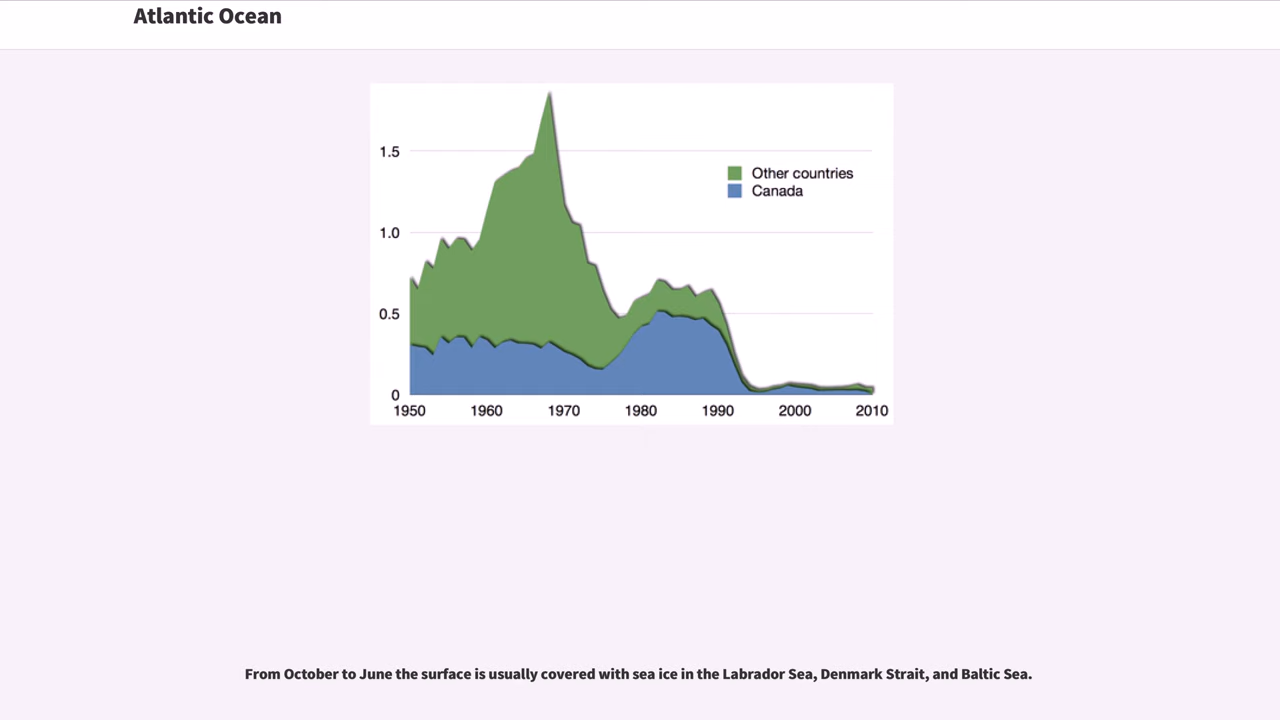 Atlantic Ocean
1.5
Other countries
Canada
1.0
0.5
0
1950 1960 1970 1980 1990 2000 2010
From October to June the surface is usually covered with sea ice in the Labrador Sea, Denmark Strait, and Baltic Sea.